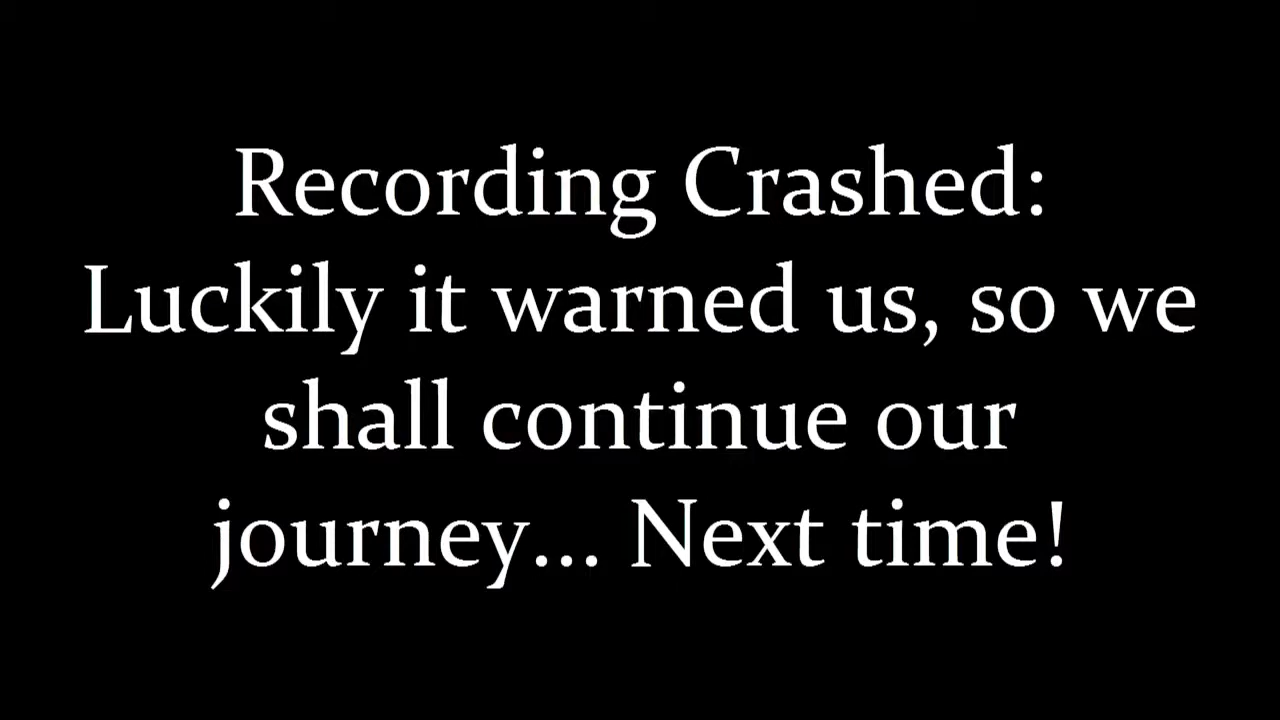 Recording Crashed:
Luckily it warned us, so we
shall continue our
journey... Next time!